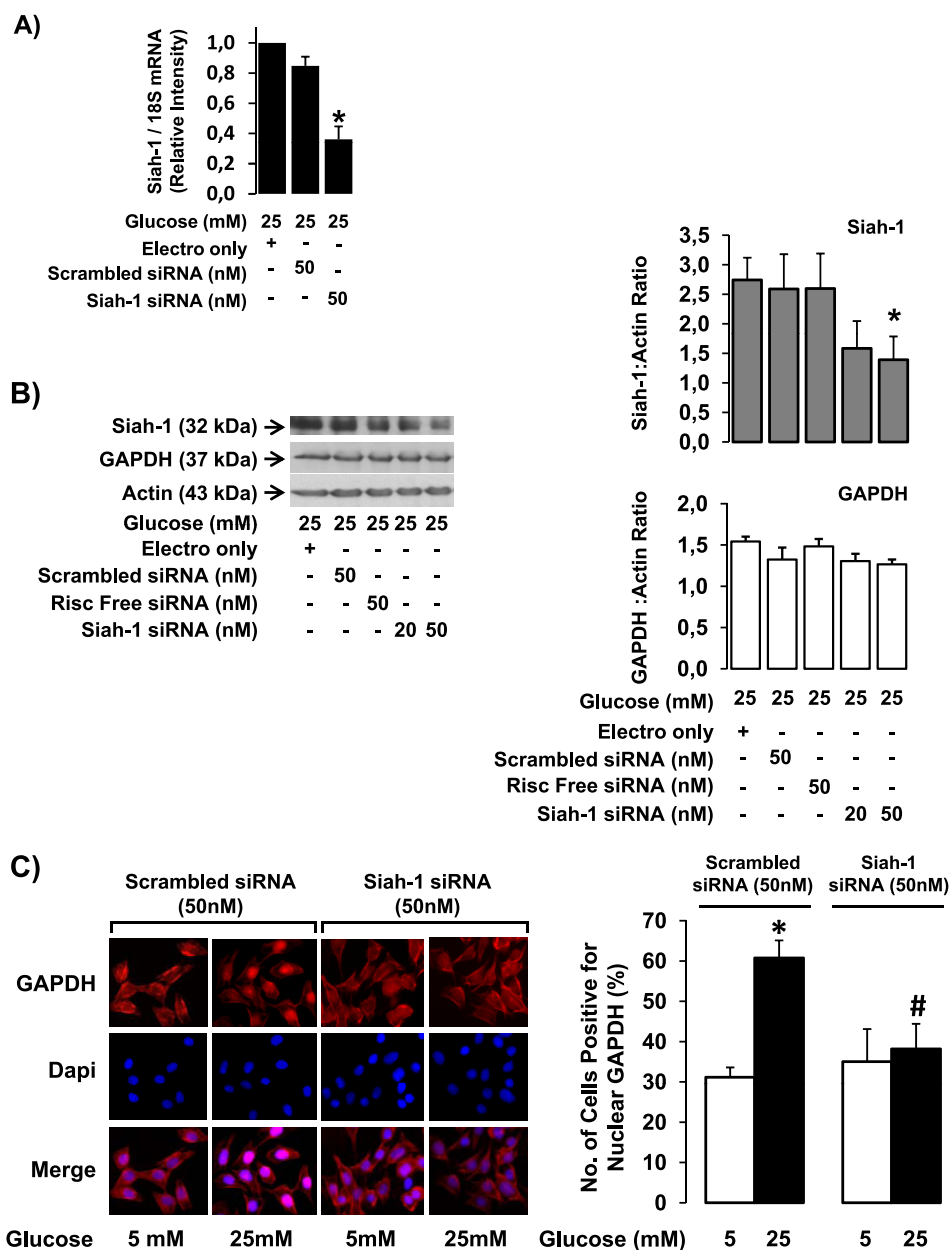 A)
Siah-1 / 18S mRNA
(Relative Intensity)
1,0
0,8
0,6
0,4
0,2
0,0
*
Glucose (mM) 25 25 25
Electro only + - -
Scrambled siRNA (nM) - 50 -
Siah-1 siRNA (nM) - - 50
B)
Siah-1 (32 kDa)
GAPDH (37 kDa)
Actin (43 kDa)
Glucose (mM) 25 25 25 25 25
Electro only + - - - -
Scrambled siRNA (nM) - 50 - - -
Risc Free siRNA (nM) - - 50 - -
Siah-1 siRNA (nM) - - - 20 50
Siah-1
Siah-1:Actin Ratio
3,5
3,0
2,5
2,0
1,5
1,0
0,5
0,0
*
GAPDH
GAPDH :Actin Ratio
2,0
1,5
1,0
0,5
0,0
Glucose (mM) 25 25 25 25 25
Electro only + - - - -
Scrambled siRNA (nM) - 50 - - -
Risc Free siRNA (nM) - - 50 - -
Siah-1 siRNA (nM) - - - 20 50
C)
Scrambled siRNA
(50nM)
Siah-1 siRNA
(50nM)
GAPDH
Dapi
Merge
Glucose 5 mM 25mM 5mM 25mM
Scrambled
siRNA (50nM)
Siah-1
siRNA (50nM)
No. of Cells Positive for
Nuclear GAPDH (%)
70
60
50
40
30
20
10
0
*
#
Glucose (mM) 5 25 5 25